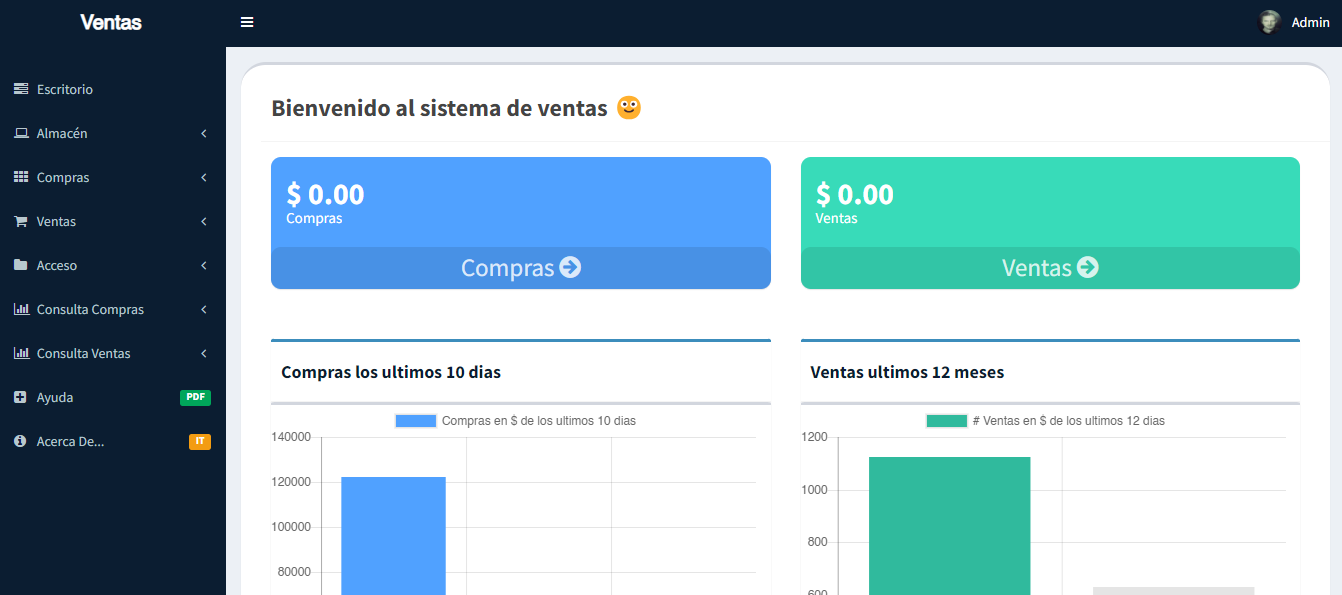 Ventas
Admin
Escritorio
Almacén
Compras
Ventas
Acceso
Consulta Compras
Consulta Ventas
Ayuda PDF
Acerca De... IT
Bienvenido al sistema de ventas
$ 0.00
Compras
Compras
$ 0.00
Ventas
Ventas
Compras los ultimos 10 dias
Compras en $ de los ultimos 10 dias
140000
120000
100000
80000
Ventas ultimos 12 meses
# Ventas en $ de los ultimos 12 dias
1200
1000
800
600